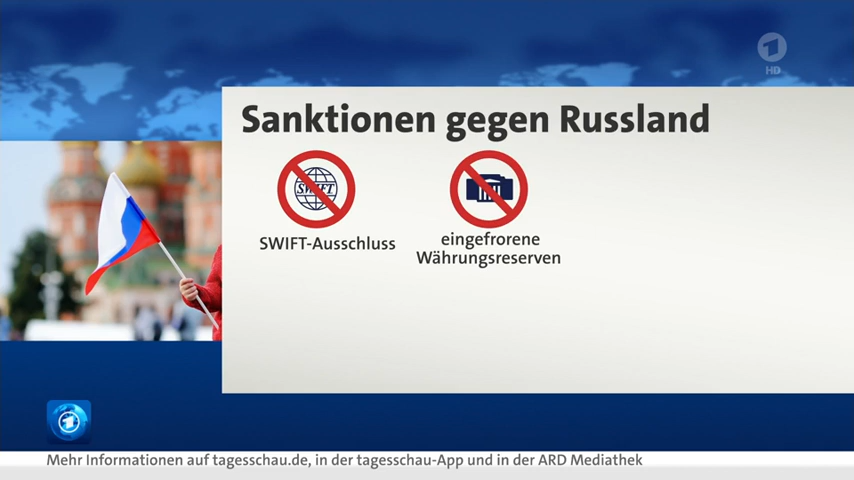 HD
Sanktionen gegen Russland
SWIFT
SWIFT-Ausschluss
eingefrorene
Währungsreserven
Mehr Informationen auf tagesschau.de, in der tagesschau-App und in der ARD Mediathek